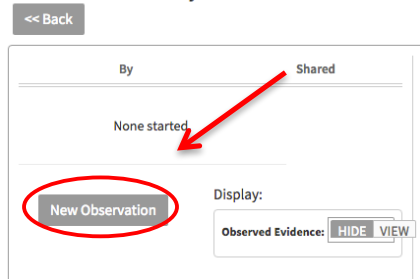 << Back
By Shared
None started
New Observation
Display:
Observed Evidence: HIDE VIEW